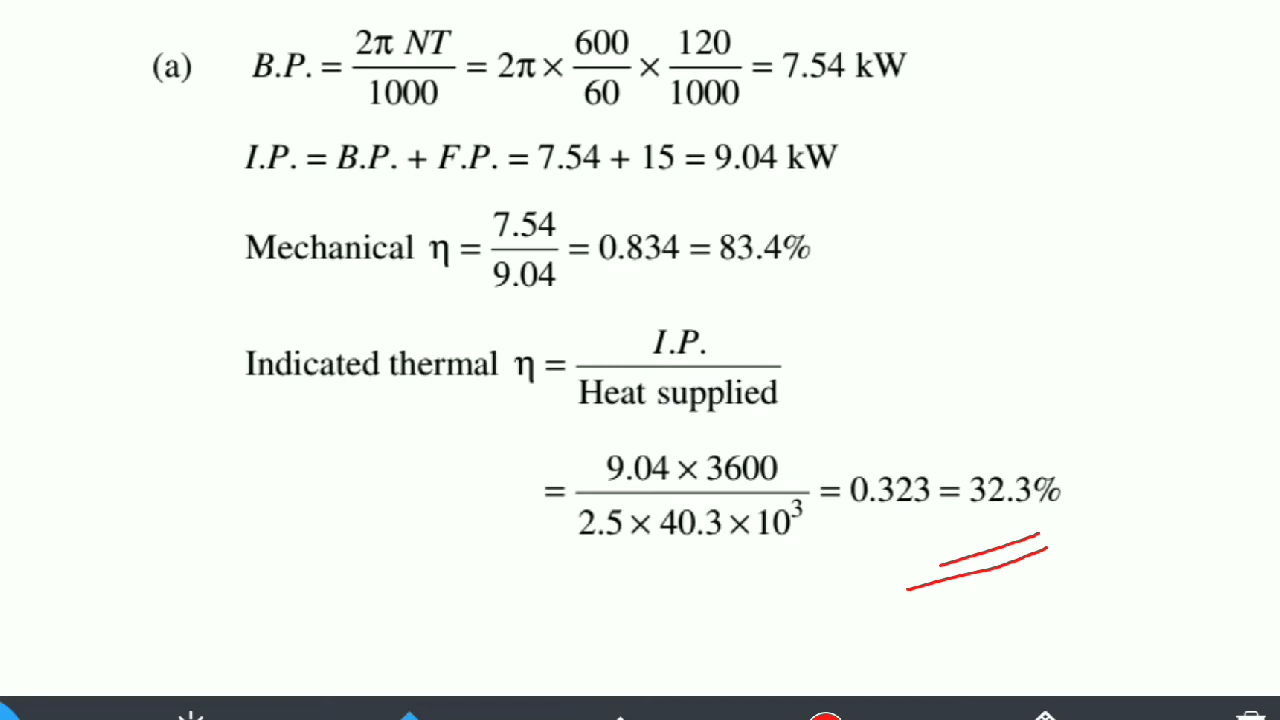 (a) B.P. = 2π NT / 1000 = 2π × 600 / 60 × 120 / 1000 = 7.54 kW
I.P. = B.P. + F.P. = 7.54 + 15 = 9.04 kW
Mechanical η = 7.54 / 9.04 = 0.834 = 83.4%
Indicated thermal η = I.P. / Heat supplied
= 9.04 × 3600 / 2.5 × 40.3 × 10³ = 0.323 = 32.3%